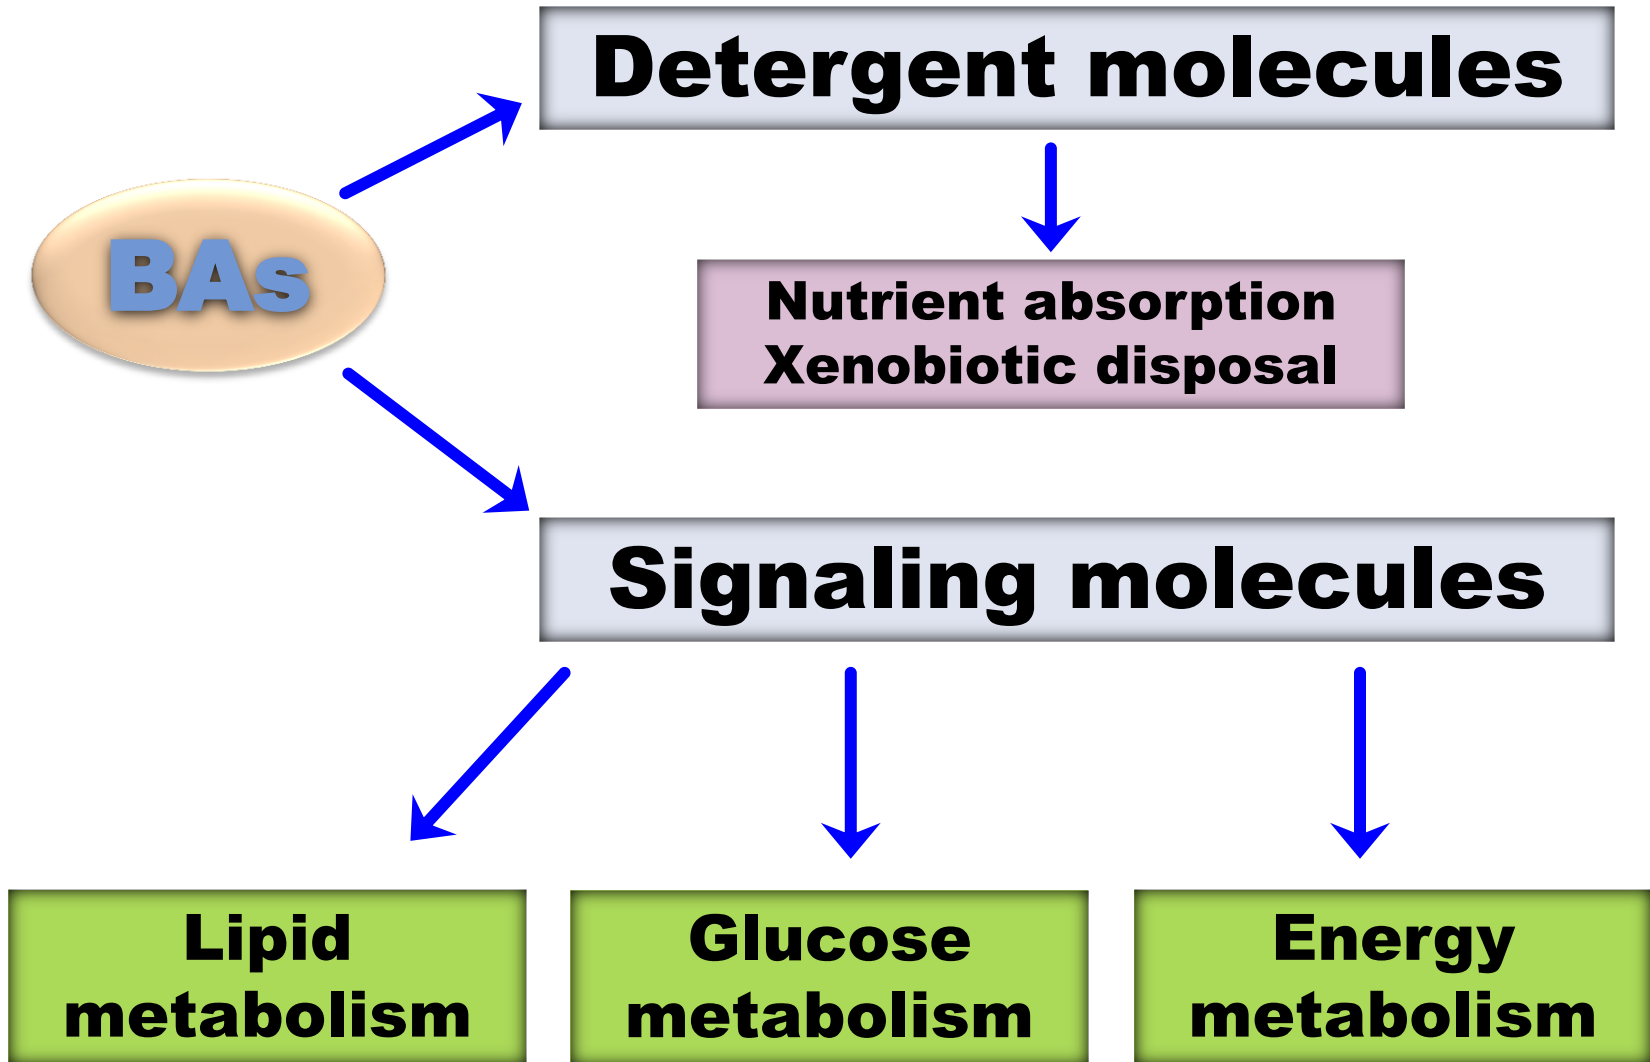 Detergent molecules
BAs
Nutrient absorption
Xenobiotic disposal
Signaling molecules
Lipid
metabolism
Glucose
metabolism
Energy
metabolism